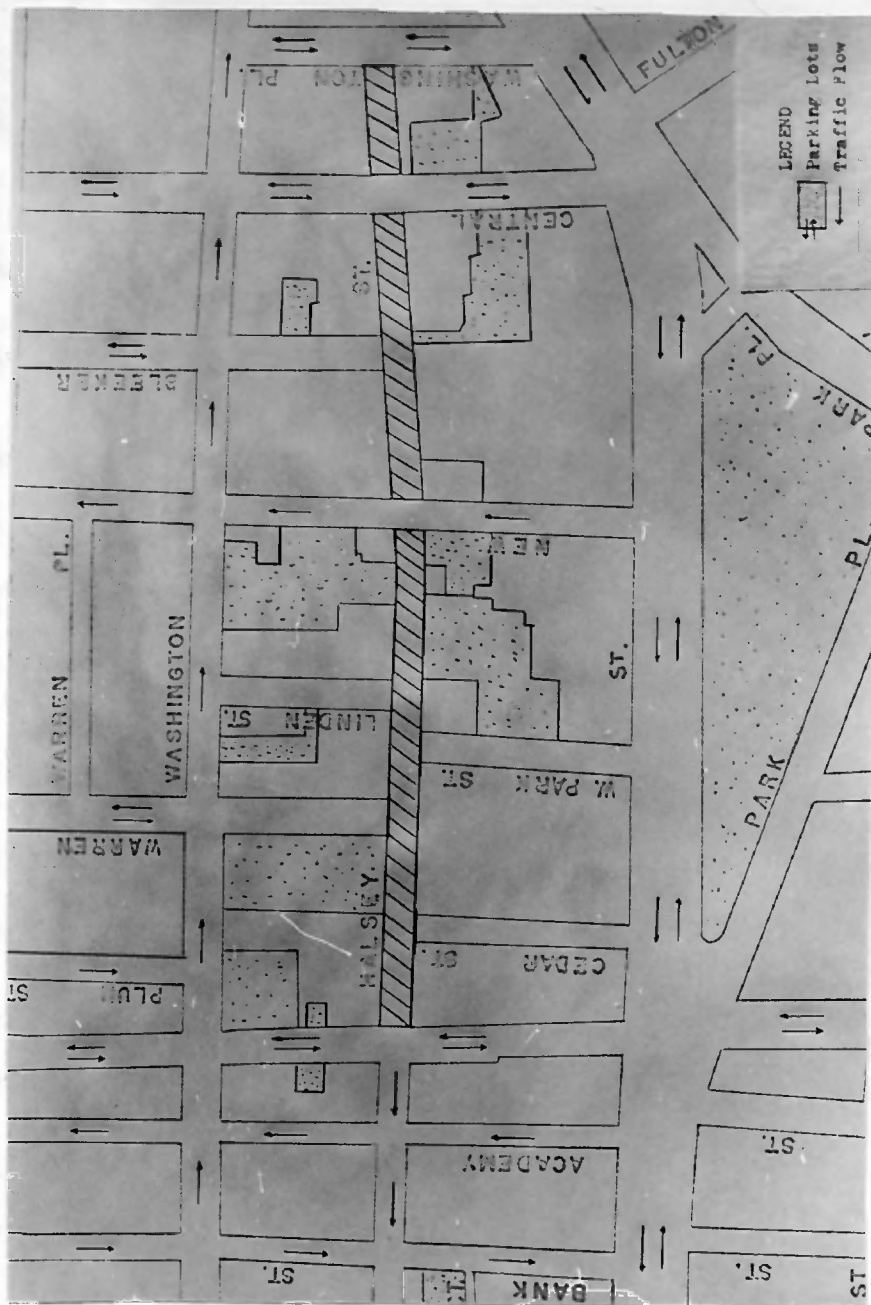 WASHINGTON PL.
FULTON
LEGEND
Parking Lots
Traffic Flow
CENTRAL
ST.
BLEEKER
PL.
PARK
NEW
WARREN PL.
WASHINGTON
LINDEN ST.
ST.
PARK PL.
W. PARK ST.
WARREN
HALSEY
CEDAR ST.
PLUM ST
ACADEMY
ST.
ST.
BANK
ST.
ST